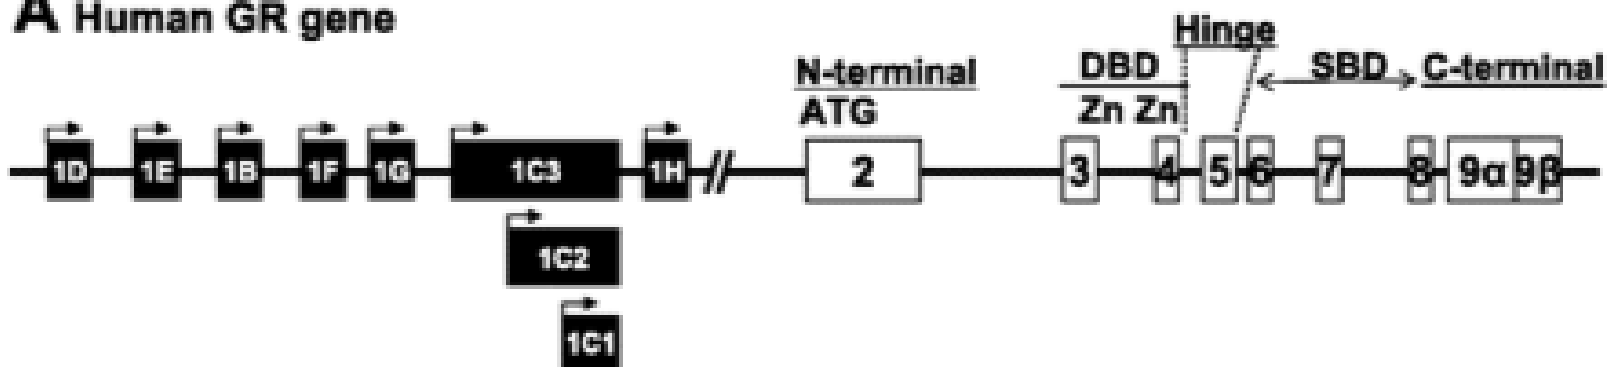 A Human GR gene
Hinge
N-terminal DBD SBD C-terminal
ATG Zn Zn
1D 1E 1B 1F 1G 1C3 1H // 2 3 4 5 6 7 8 9α 9β
1C2
1C1